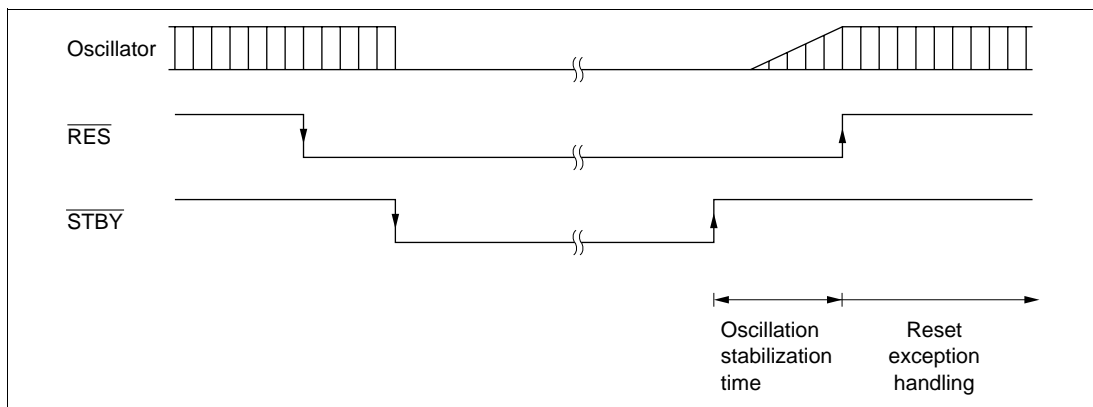 Oscillator
RES
STBY
Oscillation
stabilization
time
Reset
exception
handling